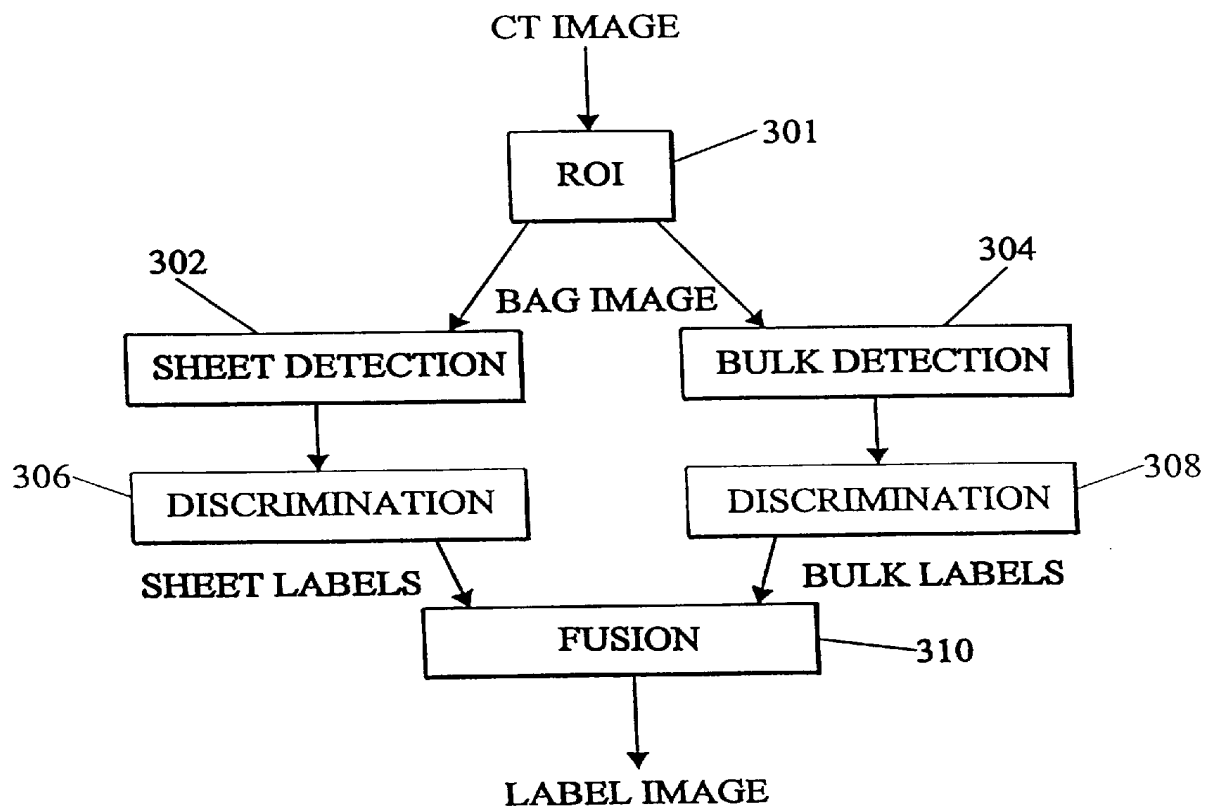 CT IMAGE
301
ROI
302
304
BAG IMAGE
SHEET DETECTION
BULK DETECTION
306
308
DISCRIMINATION
DISCRIMINATION
SHEET LABELS
BULK LABELS
FUSION
310
LABEL IMAGE